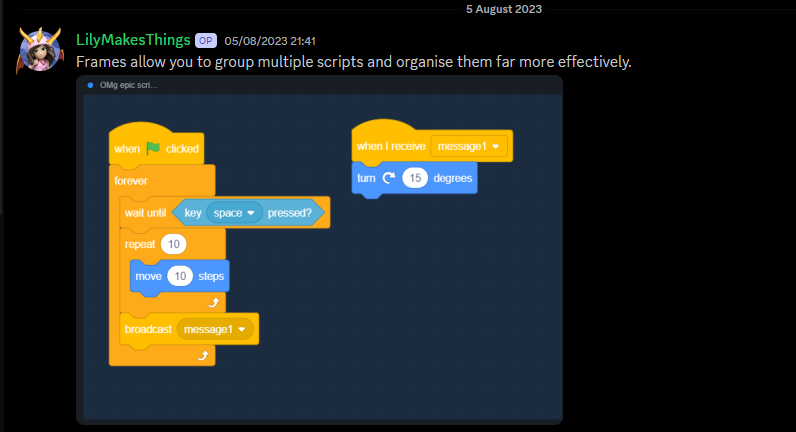 5 August 2023
LilyMakesThings OP 05/08/2023 21:41
Frames allow you to group multiple scripts and organise them far more effectively.
OMg epic scri...
when clicked
forever
wait until key space pressed?
repeat 10
move 10 steps
broadcast message1
when I receive message1
turn 15 degrees